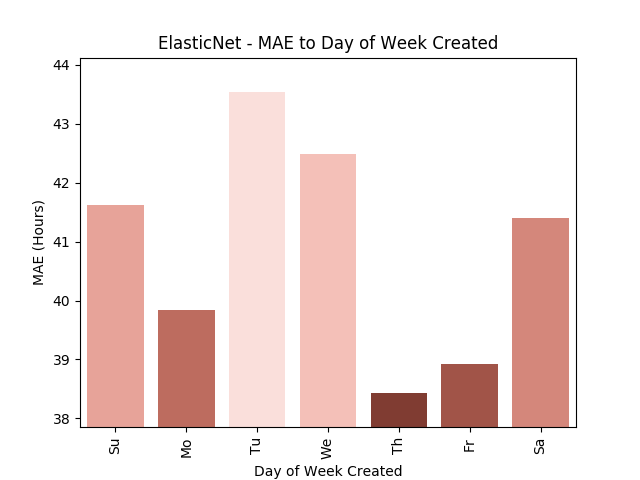 ElasticNet - MAE to Day of Week Created
44
43
42
41
40
39
38
MAE (Hours)
Su
Mo
Tu
We
Th
Fr
Sa
Day of Week Created